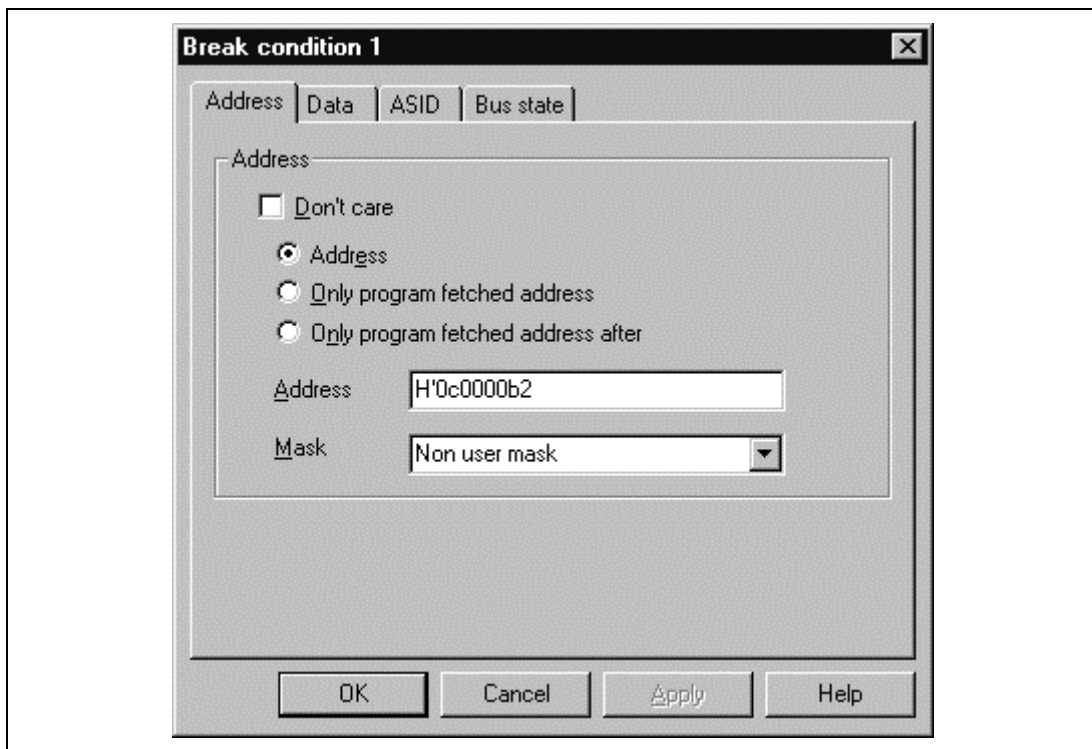 Break condition 1
Address Data ASID Bus state
Address
Don't care
Address
Only program fetched address
Only program fetched address after
Address H'0c0000b2
Mask Non user mask
OK Cancel Apply Help